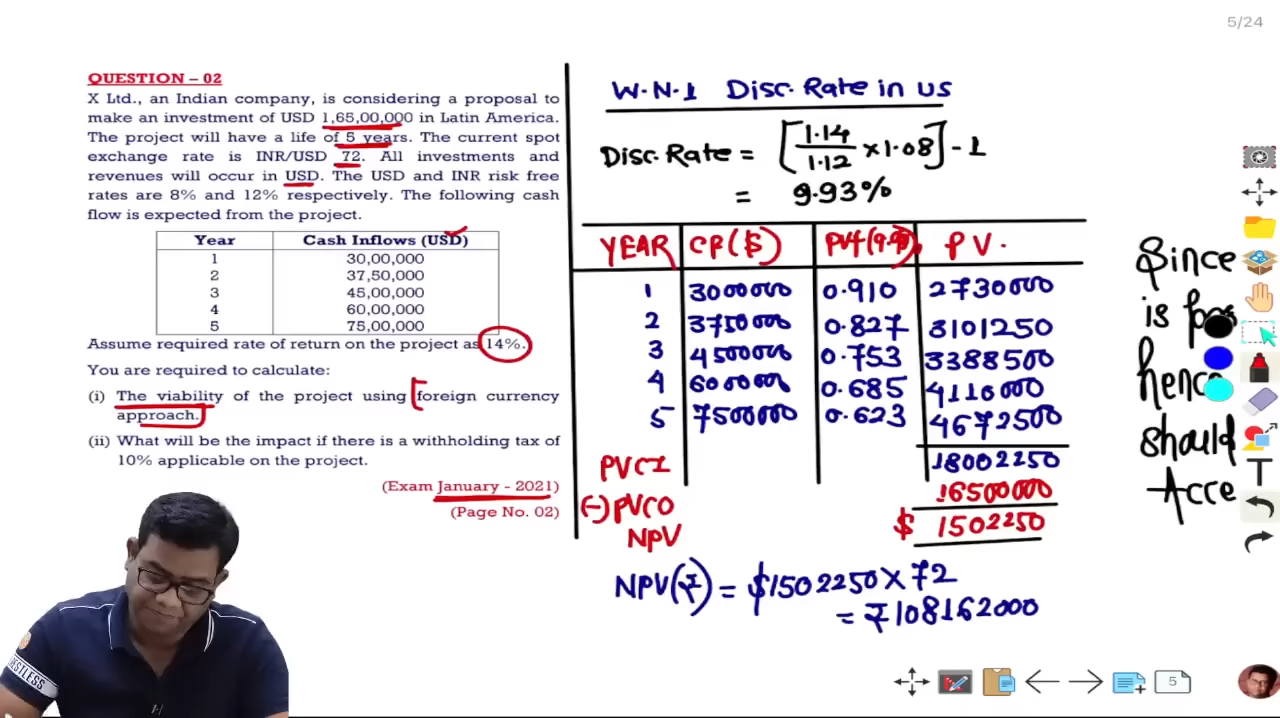 5/24
QUESTION – 02
X Ltd., an Indian company, is considering a proposal to
make an investment of USD 1,65,00,000 in Latin America.
The project will have a life of 5 years. The current spot
exchange rate is INR/USD 72. All investments and
revenues will occur in USD. The USD and INR risk free
rates are 8% and 12% respectively. The following cash
flow is expected from the project.
Year Cash Inflows (USD)
1 30,00,000
2 37,50,000
3 45,00,000
4 60,00,000
5 75,00,000
Assume required rate of return on the project as 14%.
You are required to calculate:
(i) The viability of the project using foreign currency
approach.
(ii) What will be the impact if there is a withholding tax of
10% applicable on the project.
(Exam January - 2021)
(Page No. 02)
W.N.1 Disc. Rate in US
Disc. Rate = [1.14/1.12 × 1.08] - 1
= 9.93%
YEAR CF($) PVf P.V.
1 3000000 0.910 2730000
2 3750000 0.827 3101250
3 4500000 0.753 3388500
4 6000000 0.685 4110000
5 7500000 0.623 4672500
PVCI 18002250
(-) PVCO 16500000
NPV $ 1502250
NPV(₹) = $1502250 × 72
= ₹108162000
Since
is
hence
should
Acce
T
5